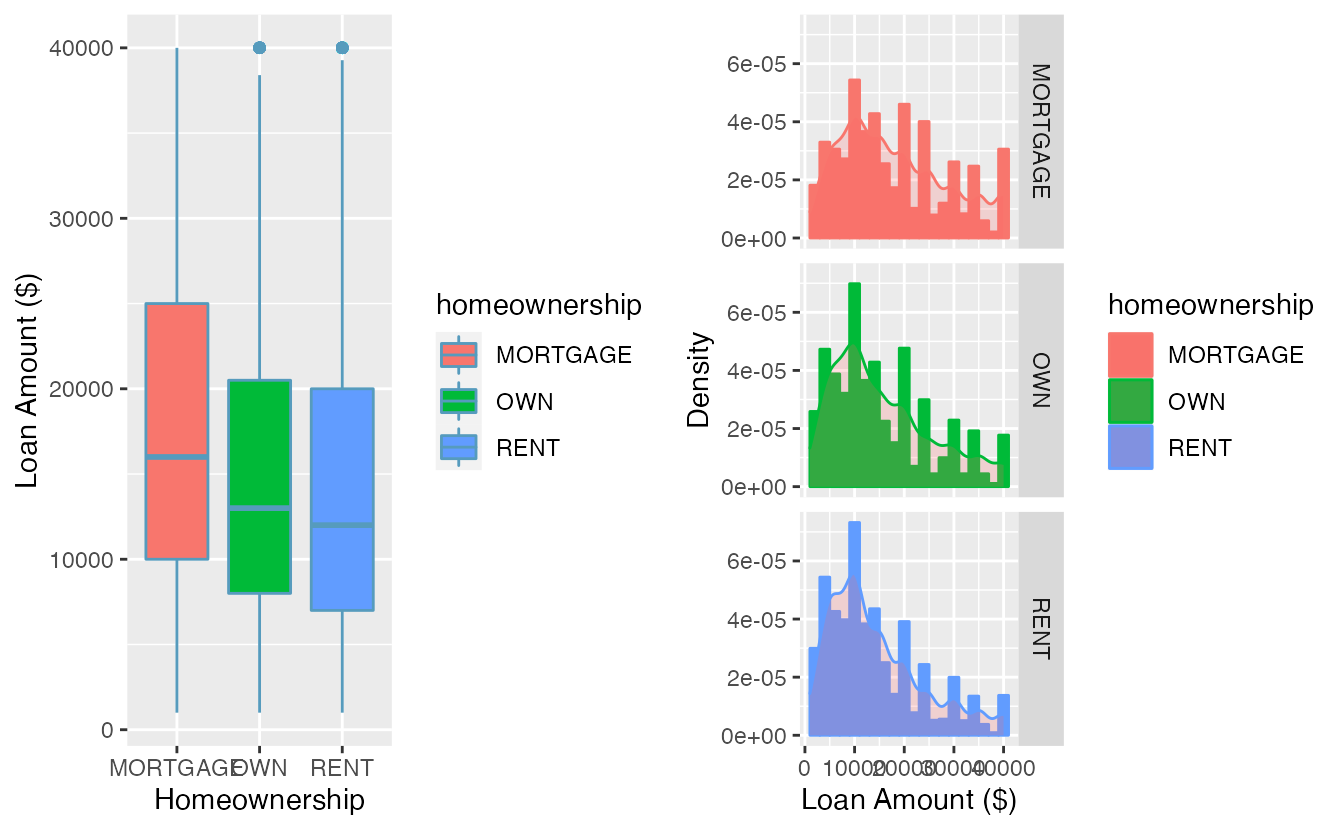 Loan Amount ($)
40000
30000
20000
10000
0
MORTGAGE OWN RENT
Homeownership
homeownership
MORTGAGE
OWN
RENT
Density
6e-05
4e-05
2e-05
0e+00
MORTGAGE
6e-05
4e-05
2e-05
0e+00
OWN
6e-05
4e-05
2e-05
0e+00
RENT
0 10000 20000 30000 40000
Loan Amount ($)
homeownership
MORTGAGE
OWN
RENT